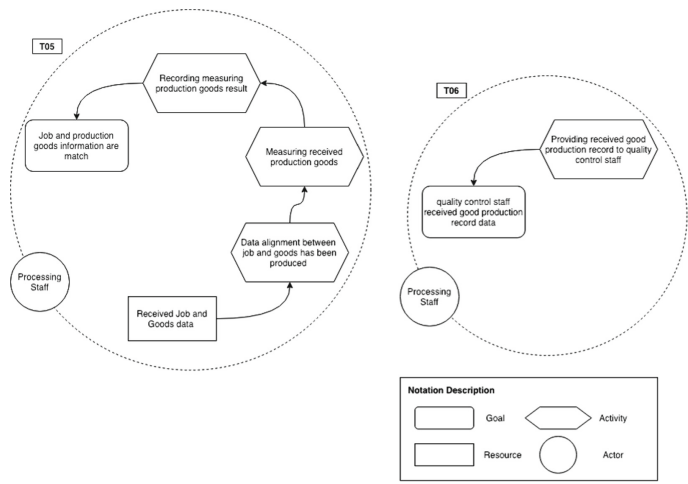 T05
Recording measuring
production goods result
Job and production
goods information are
match
Measuring received
production goods
Data alignment between
job and goods has been
produced
Processing
Staff
Received Job and
Goods data
T06
Providing received good
production record to quality
control staff
quality control staff
received good production
record data
Processing
Staff
Notation Description
Goal
Activity
Resource
Actor